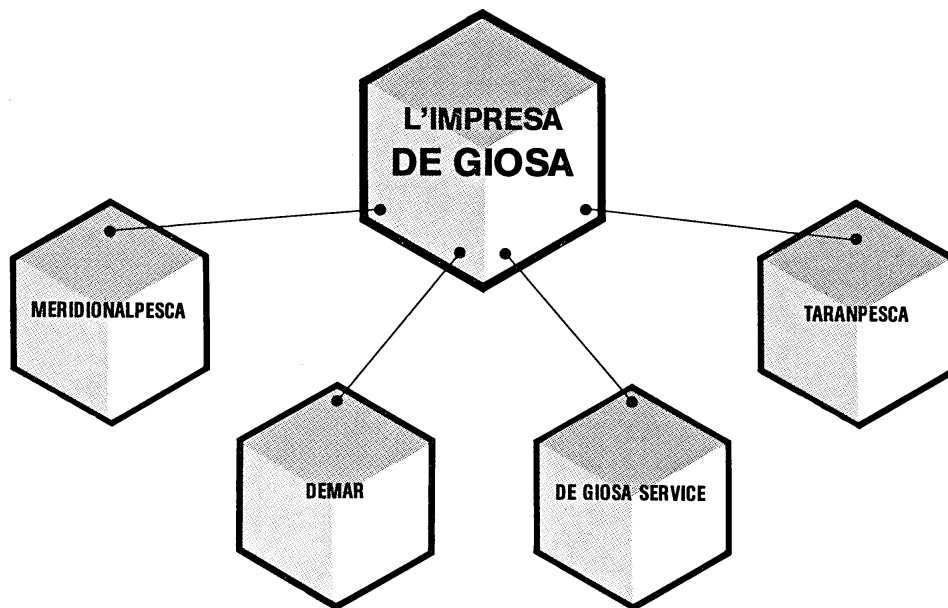 L'IMPRESA
DE GIOSA
MERIDIONALPESCA
TARANPESCA
DEMAR
DE GIOSA SERVICE